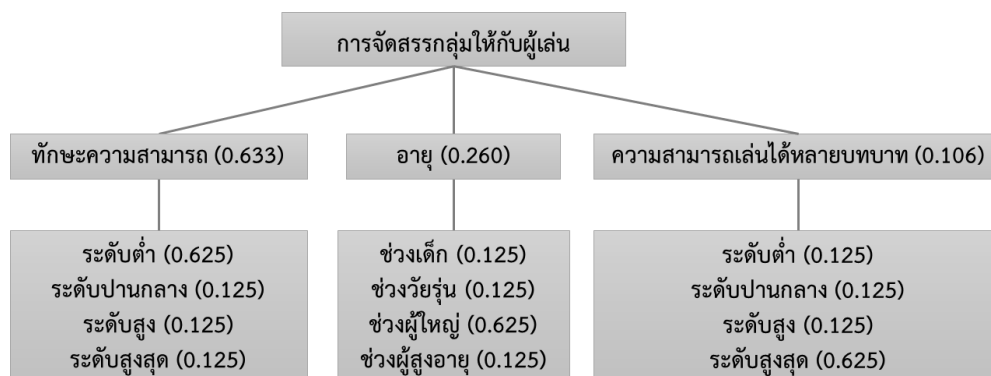 การจัดสรรกลุ่มให้กับผู้เล่น
ทักษะความสามารถ (0.633)
อายุ (0.260)
ความสามารถเล่นได้หลายบทบาท (0.106)
ระดับต่ำ (0.625)
ระดับปานกลาง (0.125)
ระดับสูง (0.125)
ระดับสูงสุด (0.125)
ช่วงเด็ก (0.125)
ช่วงวัยรุ่น (0.125)
ช่วงผู้ใหญ่ (0.625)
ช่วงผู้สูงอายุ (0.125)
ระดับต่ำ (0.125)
ระดับปานกลาง (0.125)
ระดับสูง (0.125)
ระดับสูงสุด (0.625)